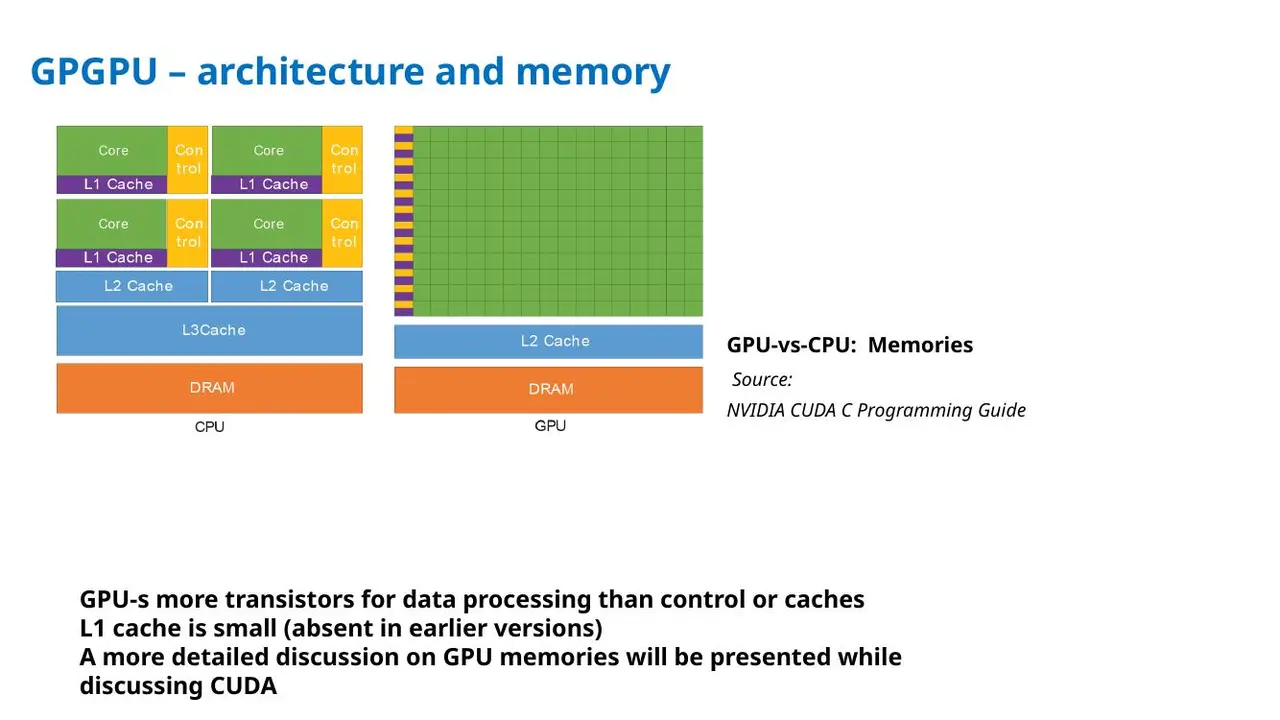 GPGPU – architecture and memory
Core
Con
trol
L1 Cache
Core
Con
trol
L1 Cache
Core
Con
trol
L1 Cache
Core
Con
trol
L1 Cache
L2 Cache
L2 Cache
L3Cache
DRAM
CPU
L2 Cache
DRAM
GPU
GPU-vs-CPU:  Memories
Source:
NVIDIA CUDA C Programming Guide
GPU-s more transistors for data processing than control or caches
L1 cache is small (absent in earlier versions)
A more detailed discussion on GPU memories will be presented while
discussing CUDA